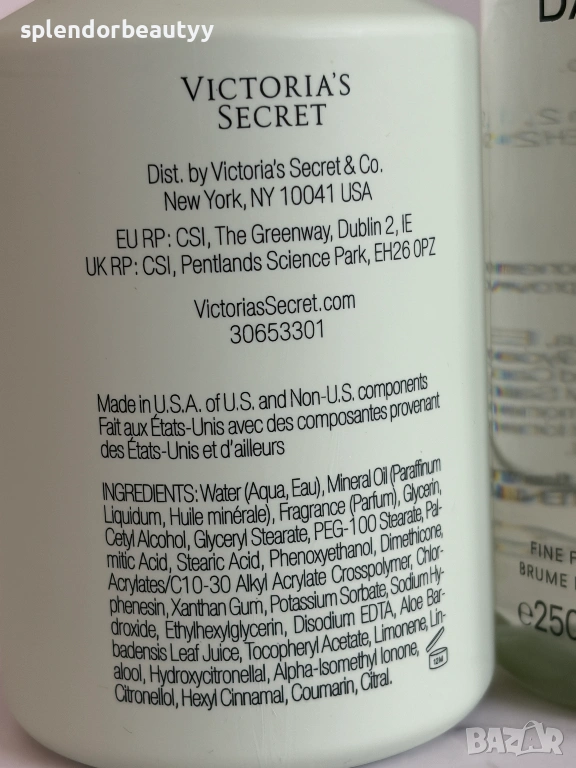 splendorbeautyy
VICTORIA'S
SECRET
Dist. by Victoria's Secret & Co.
New York, NY 10041 USA
EU RP: CSI, The Greenway, Dublin 2, IE
UK RP: CSI, Pentlands Science Park, EH26 0PZ
VictoriasSecret.com
30653301
Made in U.S.A. of U.S. and Non-U.S. components
Fait aux États-Unis avec des composantes provenant
des États-Unis et d'ailleurs
INGREDIENTS: Water (Aqua, Eau), Mineral Oil (Paraffinum
Liquidum, Huile minérale), Fragrance (Parfum), Glycerin,
Cetyl Alcohol, Glyceryl Stearate, PEG-100 Stearate, Pal-
mitic Acid, Stearic Acid, Phenoxyethanol, Dimethicone,
Acrylates/C10-30 Alkyl Acrylate Crosspolymer, Chlor-
phenesin, Xanthan Gum, Potassium Sorbate, Sodium Hy-
droxide, Ethylhexylglycerin, Disodium EDTA, Aloe Bar-
badensis Leaf Juice, Tocopheryl Acetate, Limonene, Lin-
alool, Hydroxycitronellal, Alpha-Isomethyl Ionone,
Citronellol, Hexyl Cinnamal, Coumarin, Citral.
12M
FINE
BRUME
e250
BAZAR